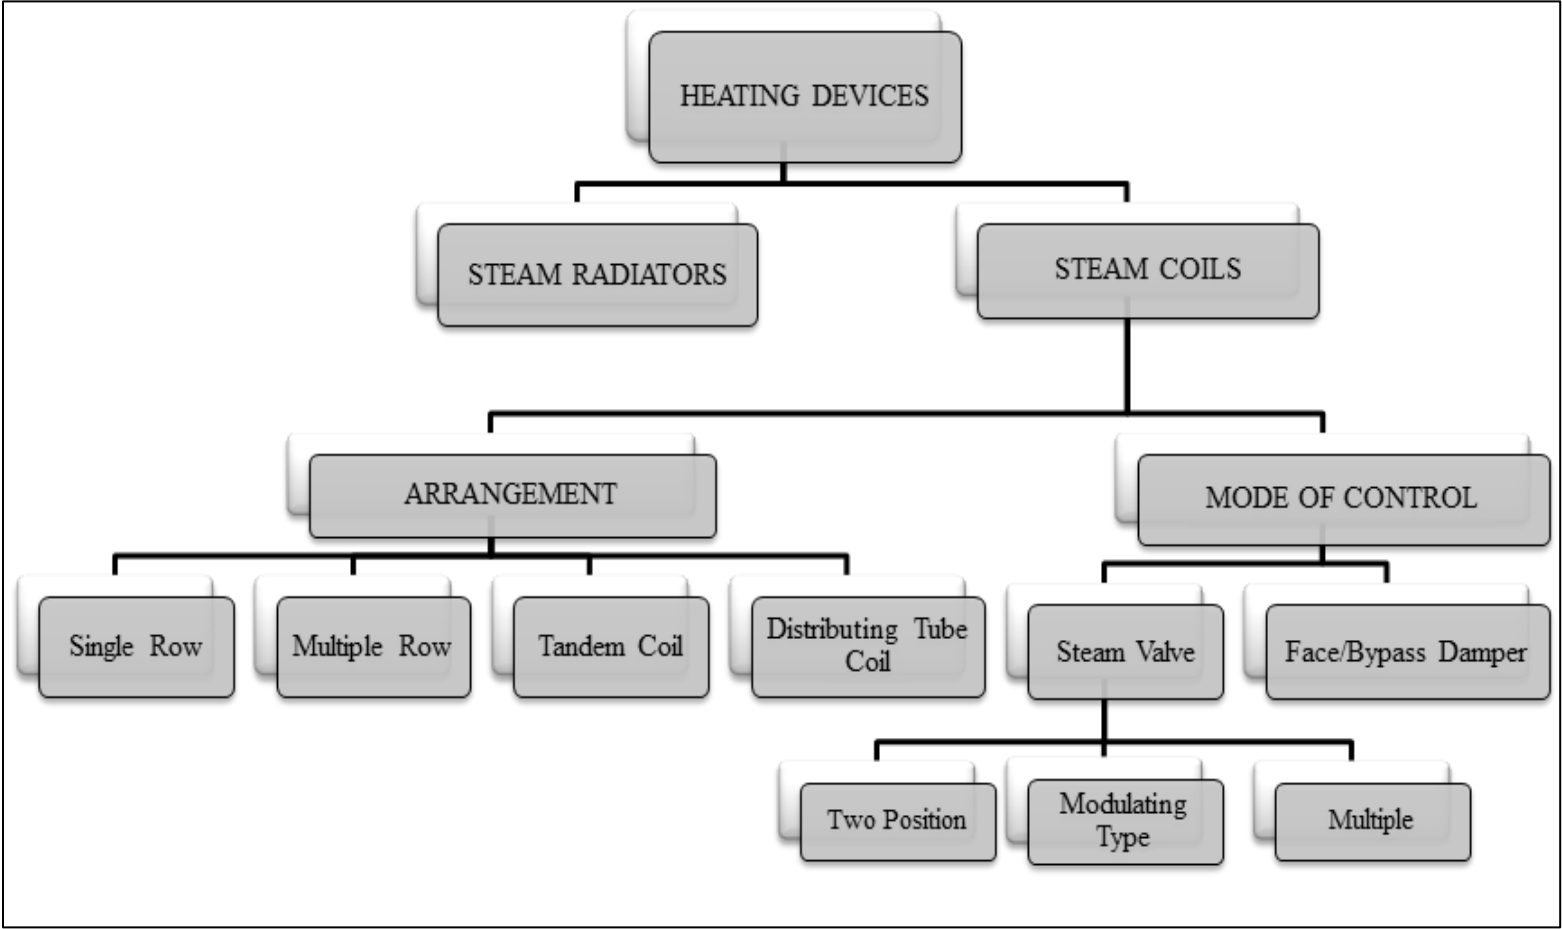 HEATING DEVICES
STEAM RADIATORS
STEAM COILS
ARRANGEMENT
MODE OF CONTROL
Single Row
Multiple Row
Tandem Coil
Distributing Tube
Coil
Steam Valve
Face/Bypass Damper
Two Position
Modulating
Type
Multiple